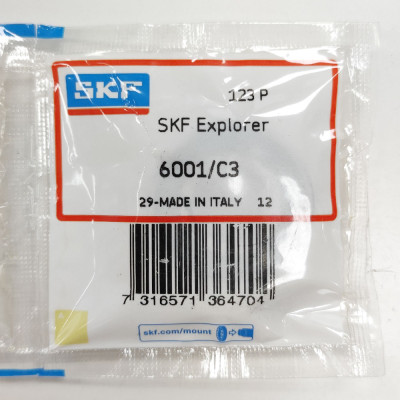 SKF
123 P
SKF Explorer
6001/C3
29-MADE IN ITALY 12
7 316571 364704
skf.com/mount